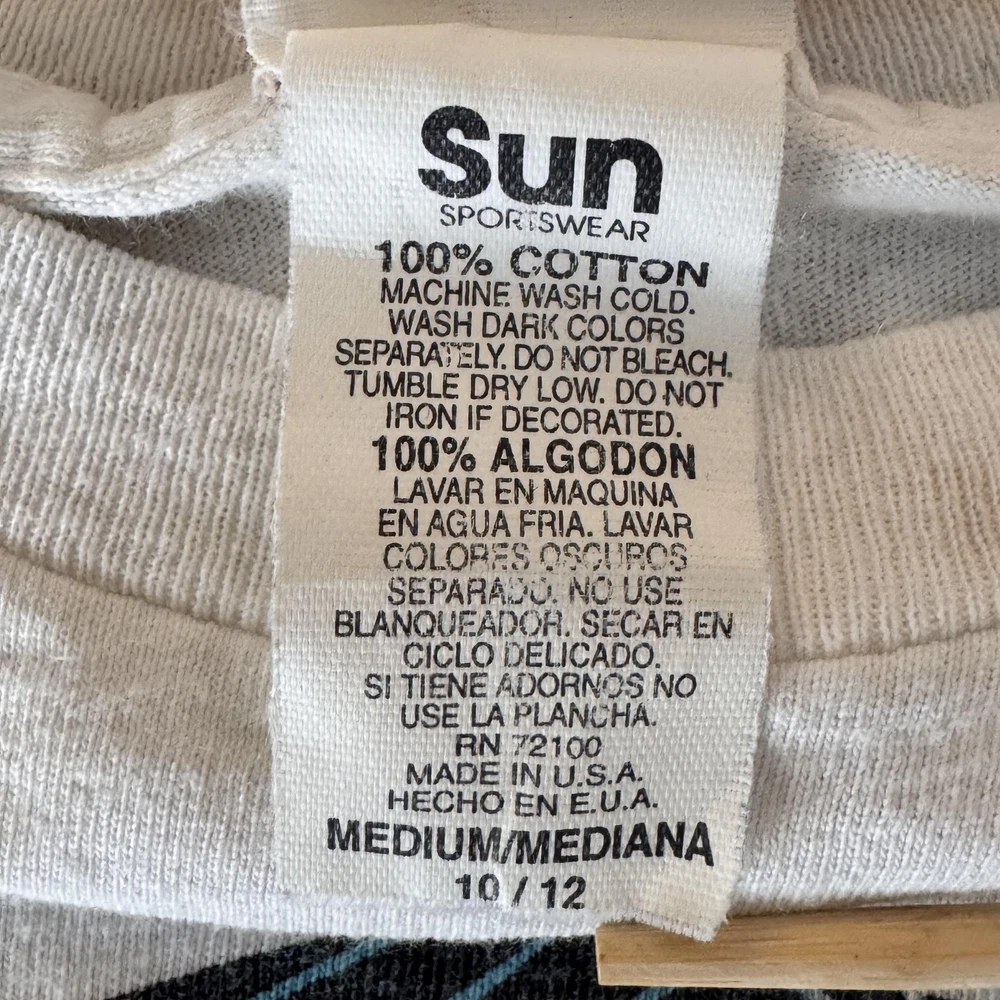 Sun
SPORTSWEAR
100% COTTON
MACHINE WASH COLD.
WASH DARK COLORS
SEPARATELY. DO NOT BLEACH.
TUMBLE DRY LOW. DO NOT
IRON IF DECORATED.
100% ALGODON
LAVAR EN MAQUINA
EN AGUA FRIA. LAVAR
COLORES OSCUROS
SEPARADO. NO USE
BLANQUEADOR. SECAR EN
CICLO DELICADO.
SI TIENE ADORNOS NO
USE LA PLANCHA.
RN 72100
MADE IN U.S.A.
HECHO EN E.U.A.
MEDIUM/MEDIANA
10 / 12